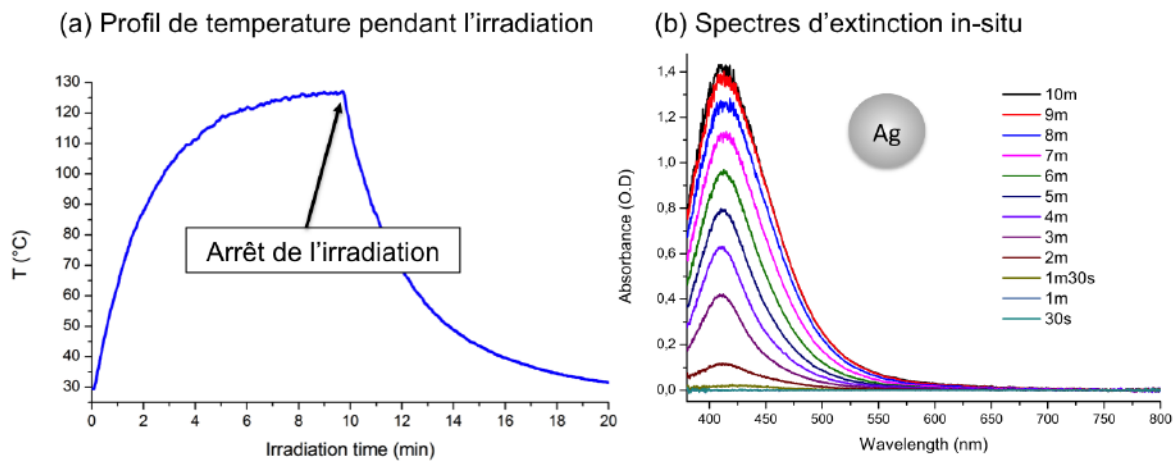 (a) Profil de temperature pendant l'irradiation
130
120
110
100
90
80
70
60
50
40
30
T (°C)
0 2 4 6 8 10 12 14 16 18 20
Irradiation time (min)
Arrêt de l'irradiation
(b) Spectres d'extinction in-situ
1,4
1,2
1,0
0,8
0,6
0,4
0,2
0,0
Absorbance (O.D)
400 450 500 550 600 650 700 750 800
Wavelength (nm)
Ag
10m
9m
8m
7m
6m
5m
4m
3m
2m
1m30s
1m
30s